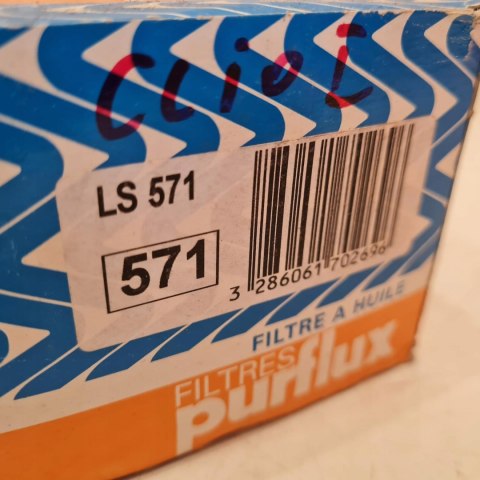 Clio I
LS 571
571
3 286061 702696
FILTRE A HUILE
FILTRES
purflux